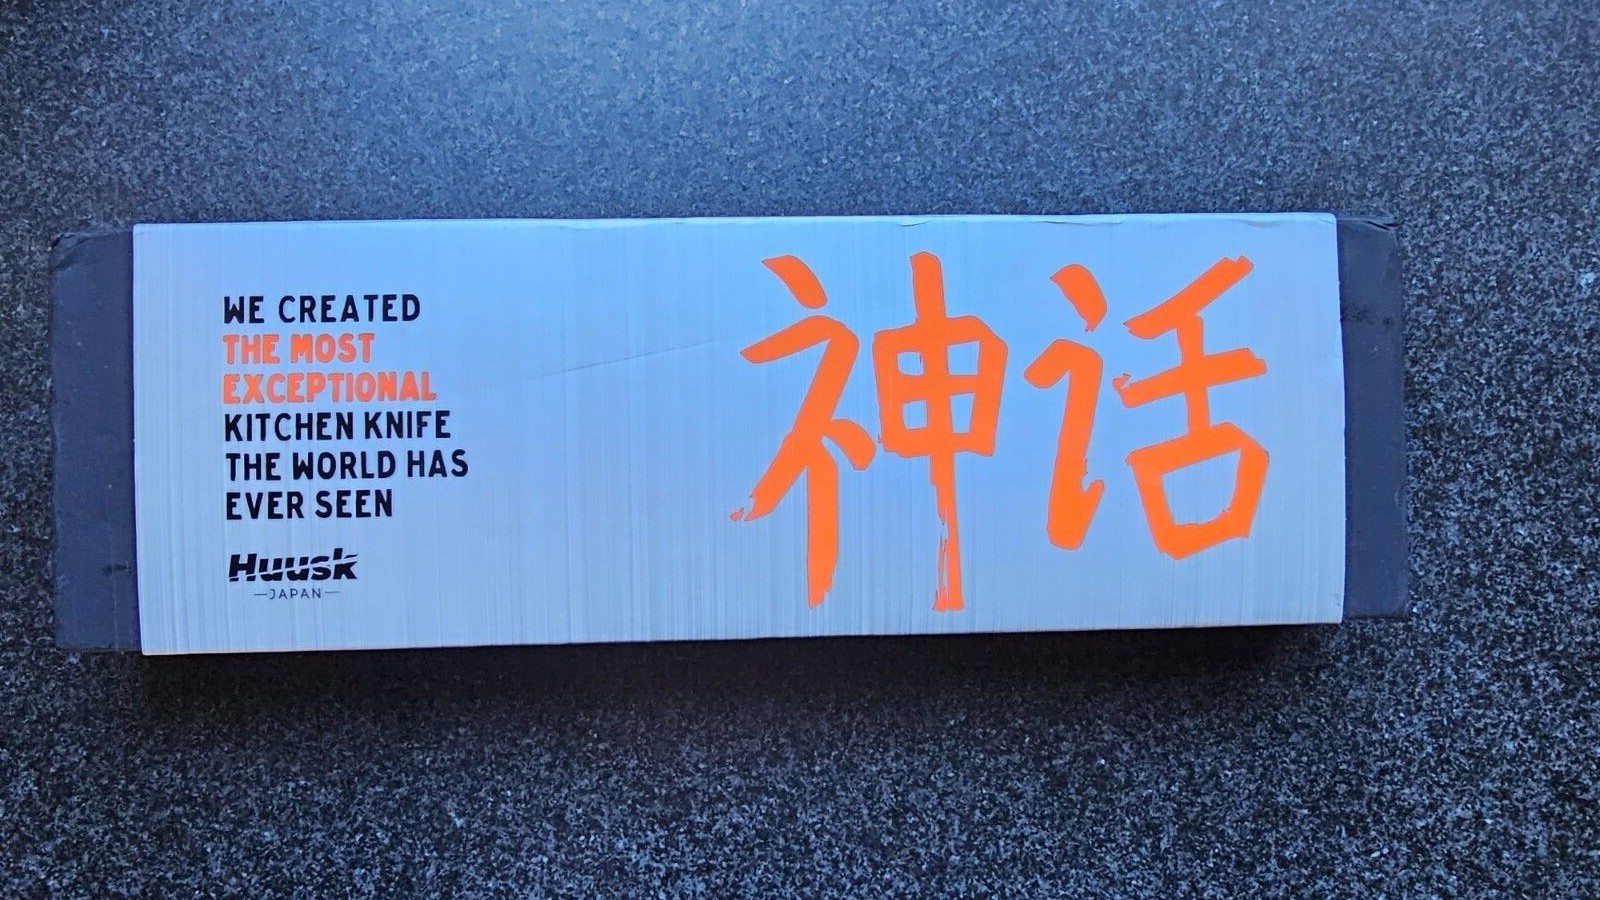 WE CREATED
THE MOST
EXCEPTIONAL
KITCHEN KNIFE
THE WORLD HAS
EVER SEEN
Huusk
—JAPAN—
神话